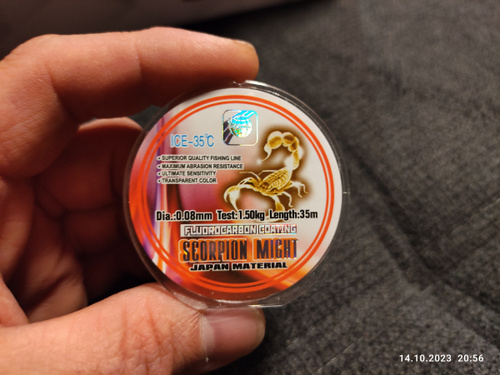 ICE-35°C
SUPERIOR QUALITY FISHING LINE
MAXIMUM ABRASION RESISTANCE
ULTIMATE SENSITIVITY
TRANSPARENT COLOR
Dia.:0.08mm Test:1.50kg Length:35m
FLUOROCARBON COATING
SCORPION MIGHT
JAPAN MATERIAL
14.10.2023 20:56